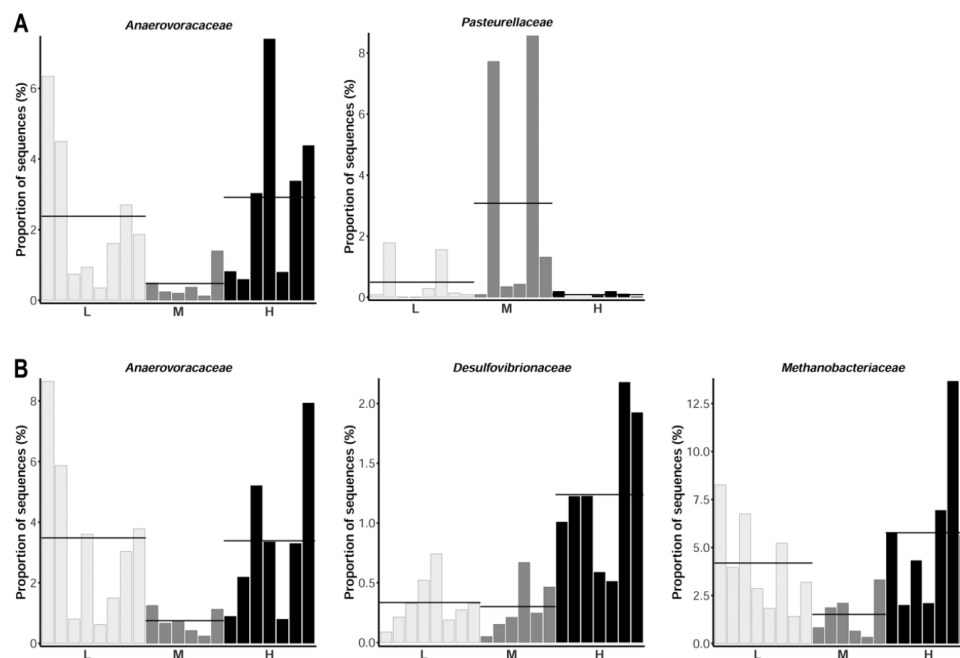 A
Anaerovoracaceae
Pasteurellaceae
Proportion of sequences (%)
6
4
2
0
L M H
Proportion of sequences (%)
8
6
4
2
0
L M H
B
Anaerovoracaceae
Desulfovibrionaceae
Methanobacteriaceae
Proportion of sequences (%)
8
6
4
2
0
L M H
Proportion of sequences (%)
2.0
1.5
1.0
0.5
0.0
L M H
Proportion of sequences (%)
12.5
10.0
7.5
5.0
2.5
0.0
L M H